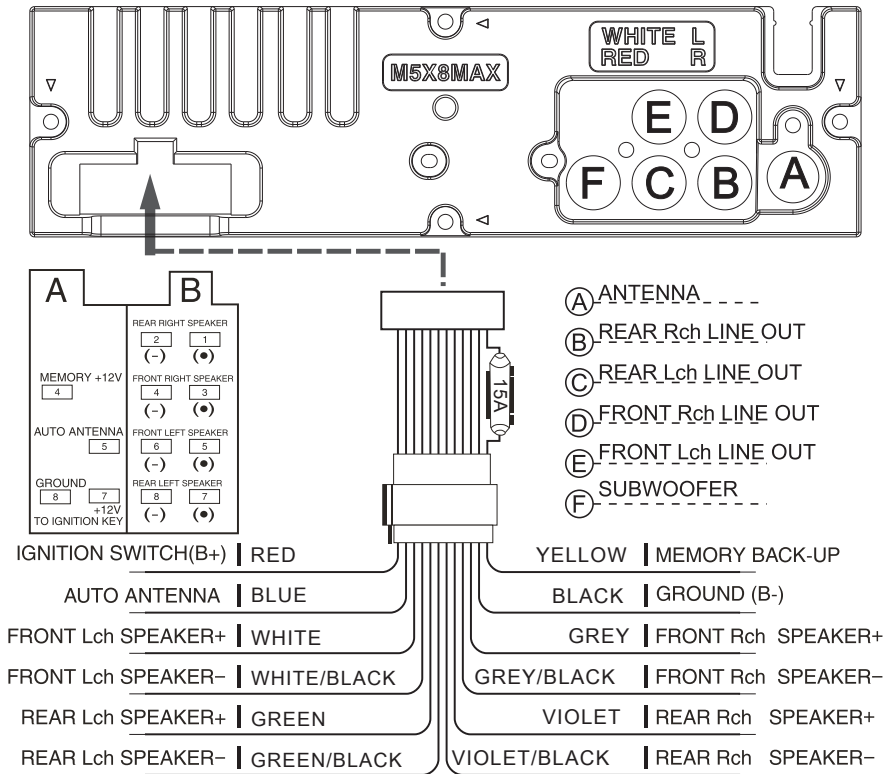 WHITE L
RED R
M5X8MAX
E D
F C B A
A B
REAR RIGHT SPEAKER
2 1
(-) (●)
MEMORY +12V
4
FRONT RIGHT SPEAKER
4 3
(-) (●)
AUTO ANTENNA
5
FRONT LEFT SPEAKER
6 5
(-) (●)
GROUND
8 7
+12V
TO IGNITION KEY
REAR LEFT SPEAKER
8 7
(-) (●)
15A
A ANTENNA
B REAR Rch LINE OUT
C REAR Lch LINE OUT
D FRONT Rch LINE OUT
E FRONT Lch LINE OUT
F SUBWOOFER
IGNITION SWITCH(B+) RED
YELLOW MEMORY BACK-UP
AUTO ANTENNA BLUE
BLACK GROUND (B-)
FRONT Lch SPEAKER+ WHITE
GREY FRONT Rch SPEAKER+
FRONT Lch SPEAKER− WHITE/BLACK
GREY/BLACK FRONT Rch SPEAKER−
REAR Lch SPEAKER+ GREEN
VIOLET REAR Rch SPEAKER+
REAR Lch SPEAKER− GREEN/BLACK
VIOLET/BLACK REAR Rch SPEAKER−